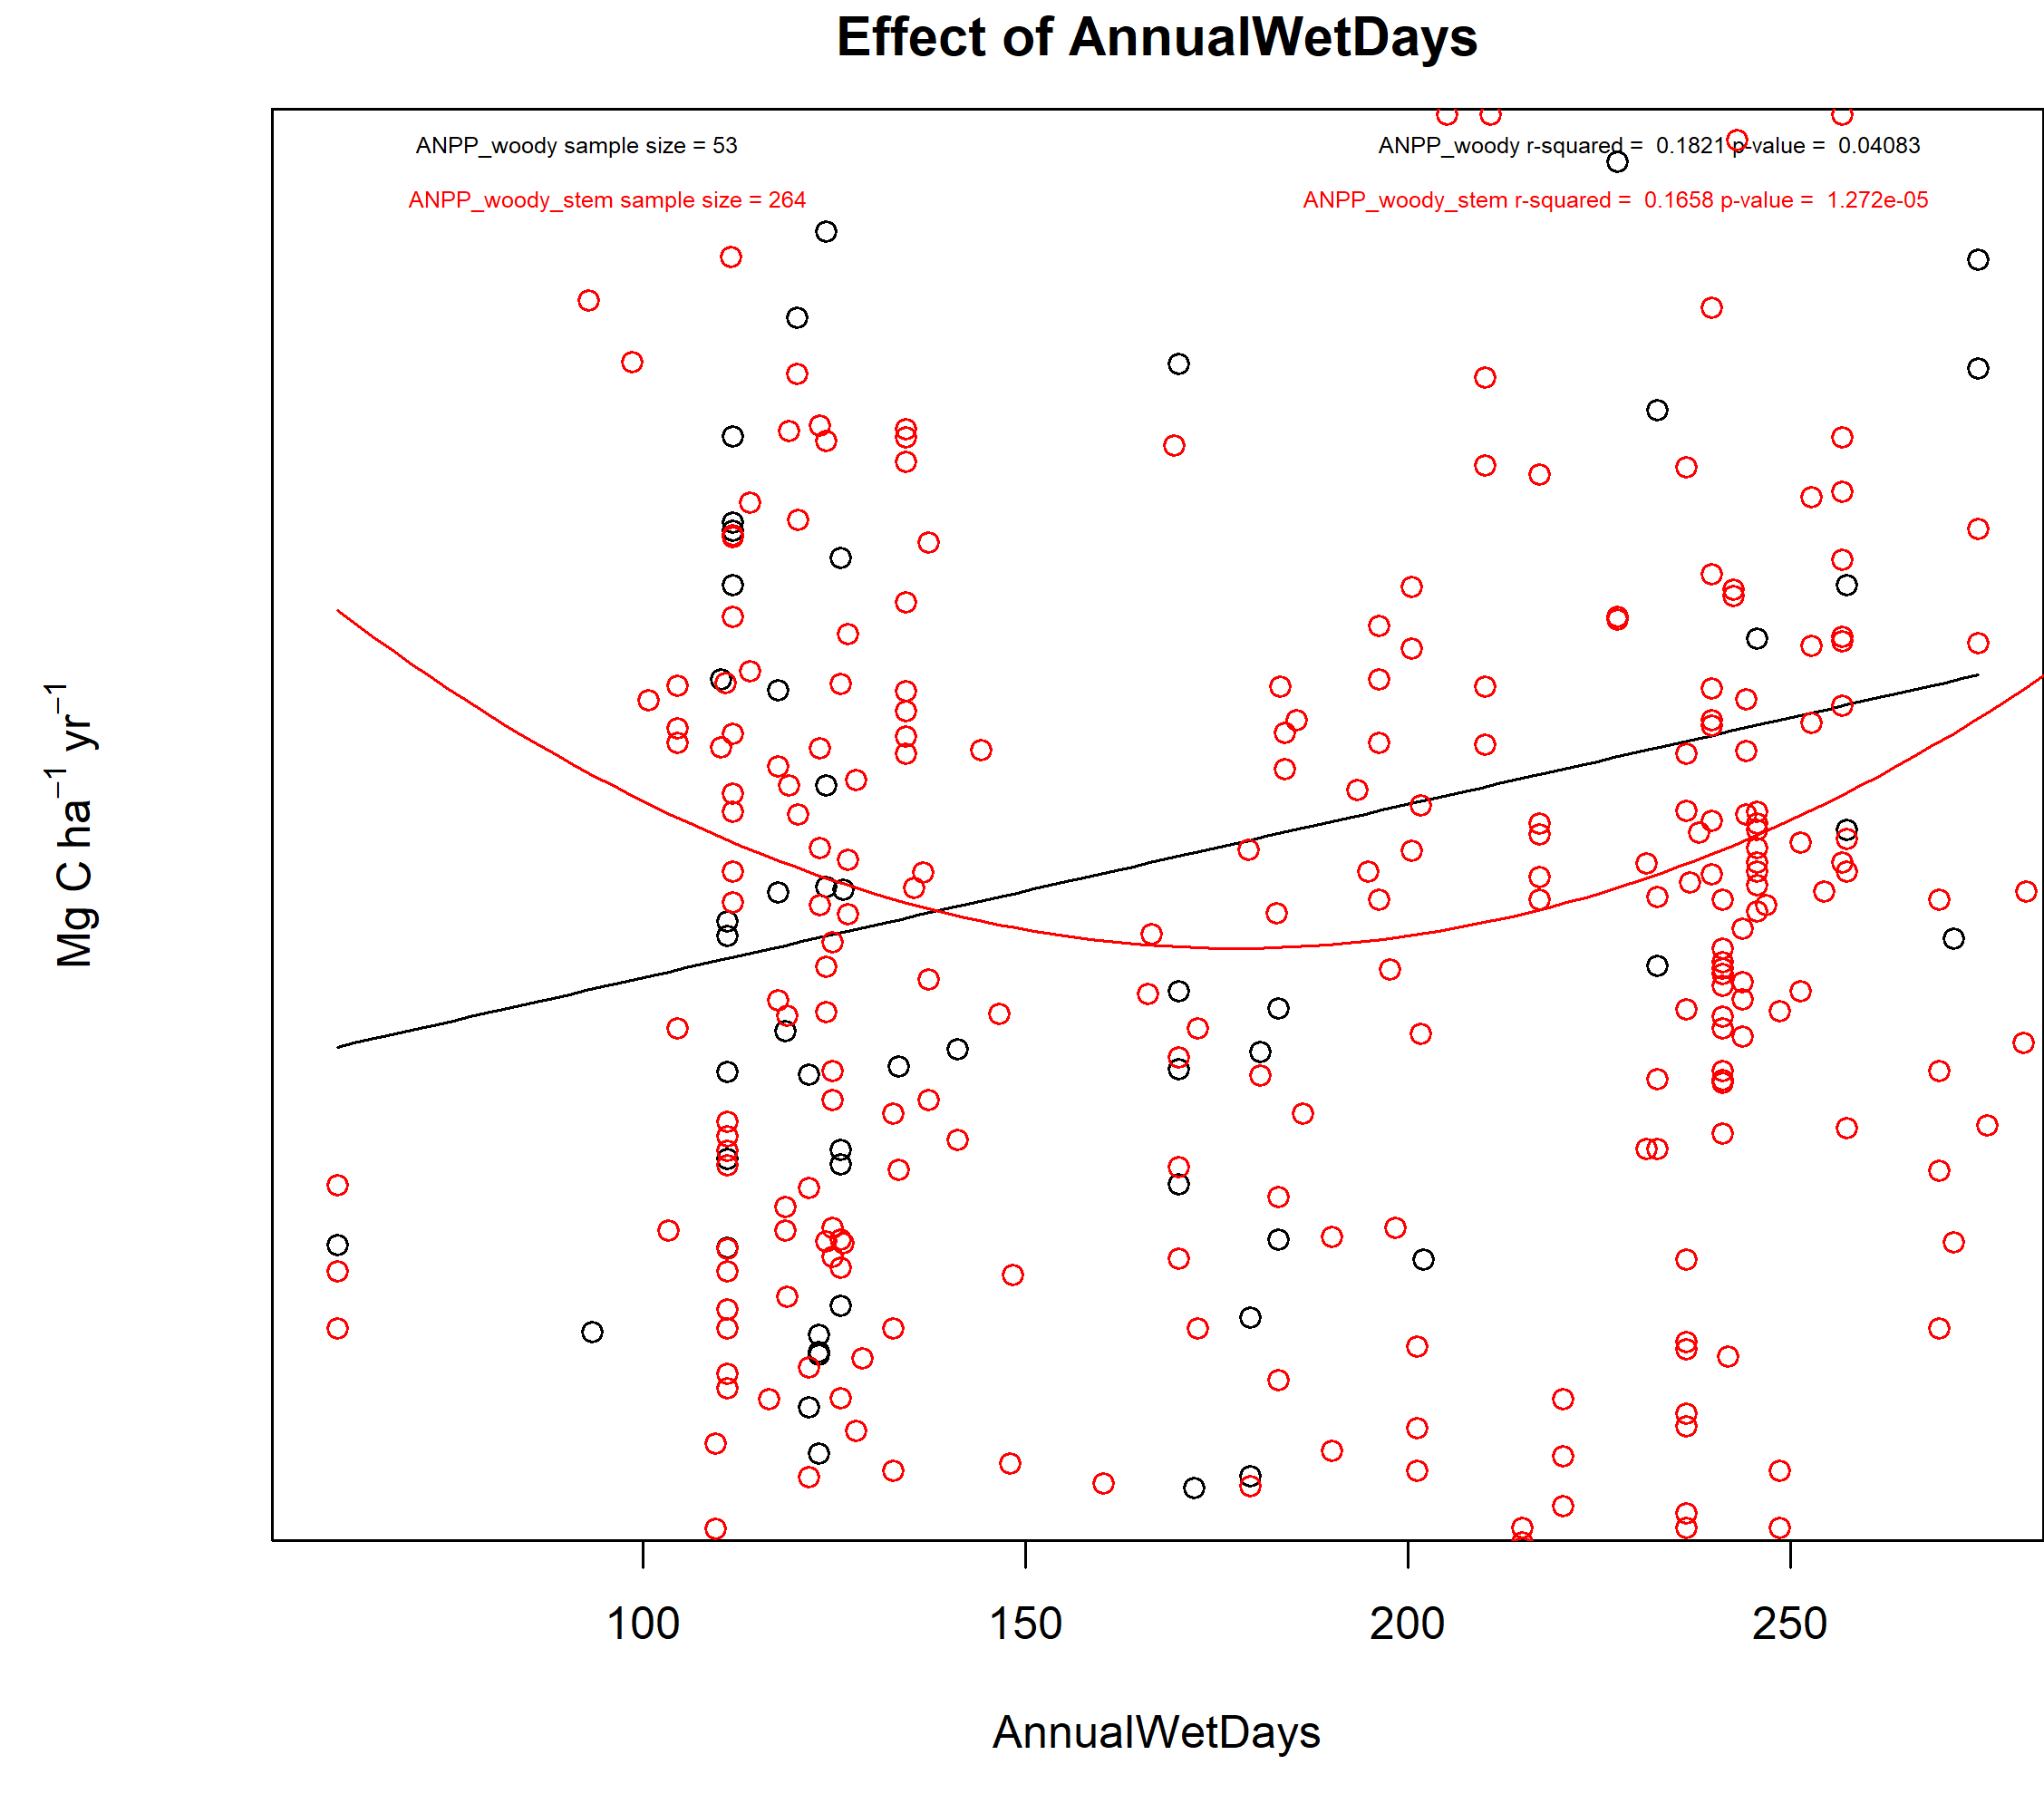 Effect of AnnualWetDays
ANPP_woody sample size = 53
ANPP_woody r-squared = 0.1821 p-value = 0.04083
ANPP_woody_stem sample size = 264
ANPP_woody_stem r-squared = 0.1658 p-value = 1.272e-05
Mg C ha⁻¹ yr⁻¹
100 150 200 250
AnnualWetDays